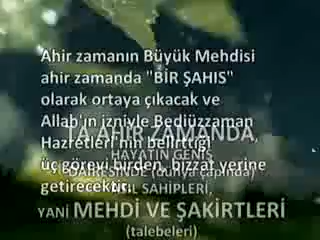 Ahir zamanın Büyük Mehdisi
ahir zamanda "BİR ŞAHIS"
olarak ortaya çıkacak ve
Allah'ın izniyle Bediüzzaman
TA AHİR ZAMANDA,
Hazretleri'nin belirttiği
HAYATIN GENİŞ
üç görevi birden, bizzat yerine
DAİRESİNDE (dünya çapında)
getirecektir.
ASIL SAHİPLERİ,
YANİ MEHDİ VE ŞAKİRTLERİ
(talebeleri)